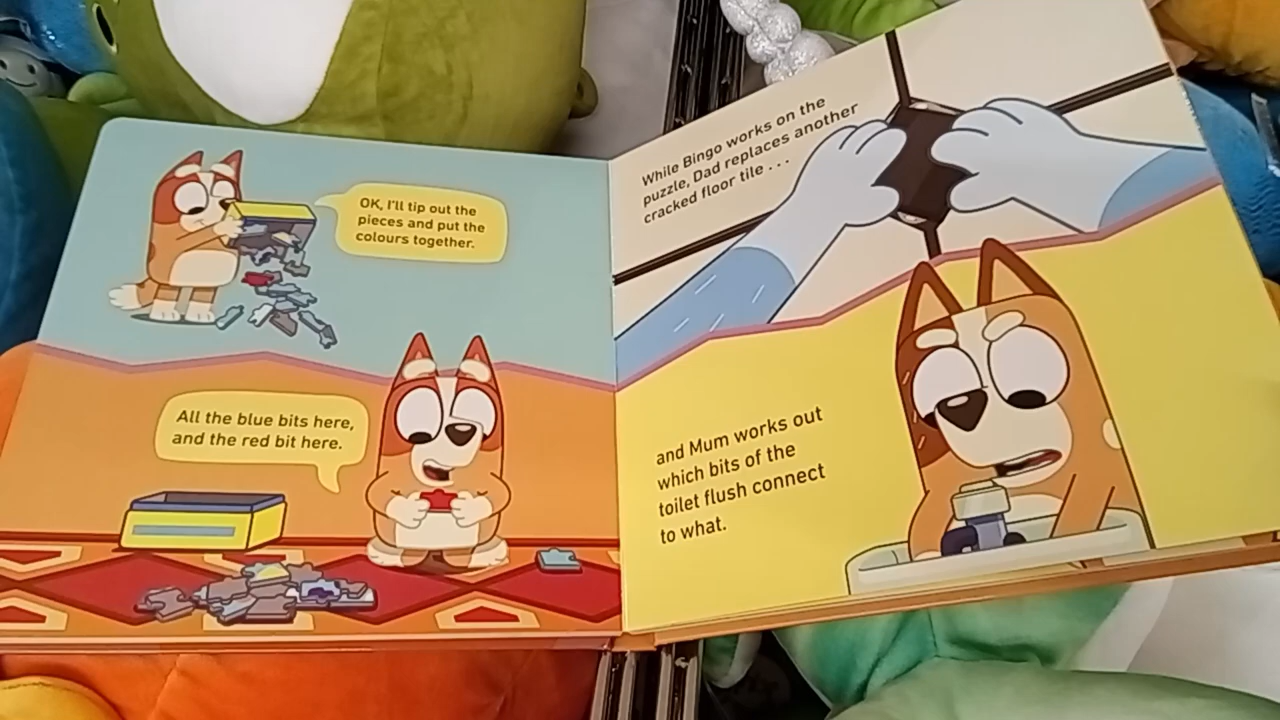 OK, I'll tip out the
pieces and put the
colours together.
All the blue bits here,
and the red bit here.
While Bingo works on the
puzzle, Dad replaces another
cracked floor tile . . .
and Mum works out
which bits of the
toilet flush connect
to what.